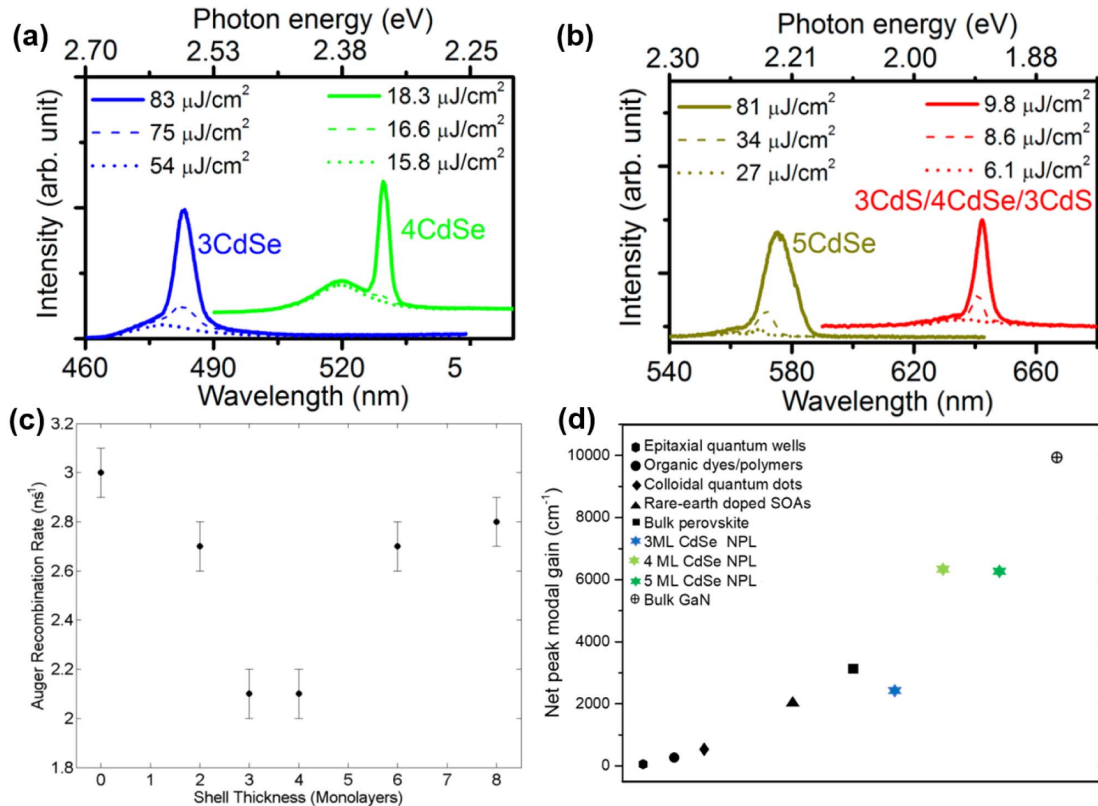 (a)
Photon energy (eV)
2.70 2.53 2.38 2.25
83 μJ/cm²
75 μJ/cm²
54 μJ/cm²
18.3 μJ/cm²
16.6 μJ/cm²
15.8 μJ/cm²
3CdSe
4CdSe
Intensity (arb. unit)
460 490 520 5
Wavelength (nm)
(b)
Photon energy (eV)
2.30 2.21 2.00 1.88
81 μJ/cm²
34 μJ/cm²
27 μJ/cm²
9.8 μJ/cm²
8.6 μJ/cm²
6.1 μJ/cm²
3CdS/4CdSe/3CdS
5CdSe
Intensity (arb. unit)
540 580 620 660
Wavelength (nm)
(c)
3.2
3
2.8
2.6
2.4
2.2
2
1.8
Auger Recombination Rate (ns⁻¹)
0 1 2 3 4 5 6 7 8
Shell Thickness (Monolayers)
(d)
Epitaxial quantum wells
Organic dyes/polymers
Colloidal quantum dots
Rare-earth doped SOAs
Bulk perovskite
3ML CdSe NPL
4 ML CdSe NPL
5 ML CdSe NPL
Bulk GaN
10000
8000
6000
4000
2000
0
Net peak modal gain (cm⁻¹)